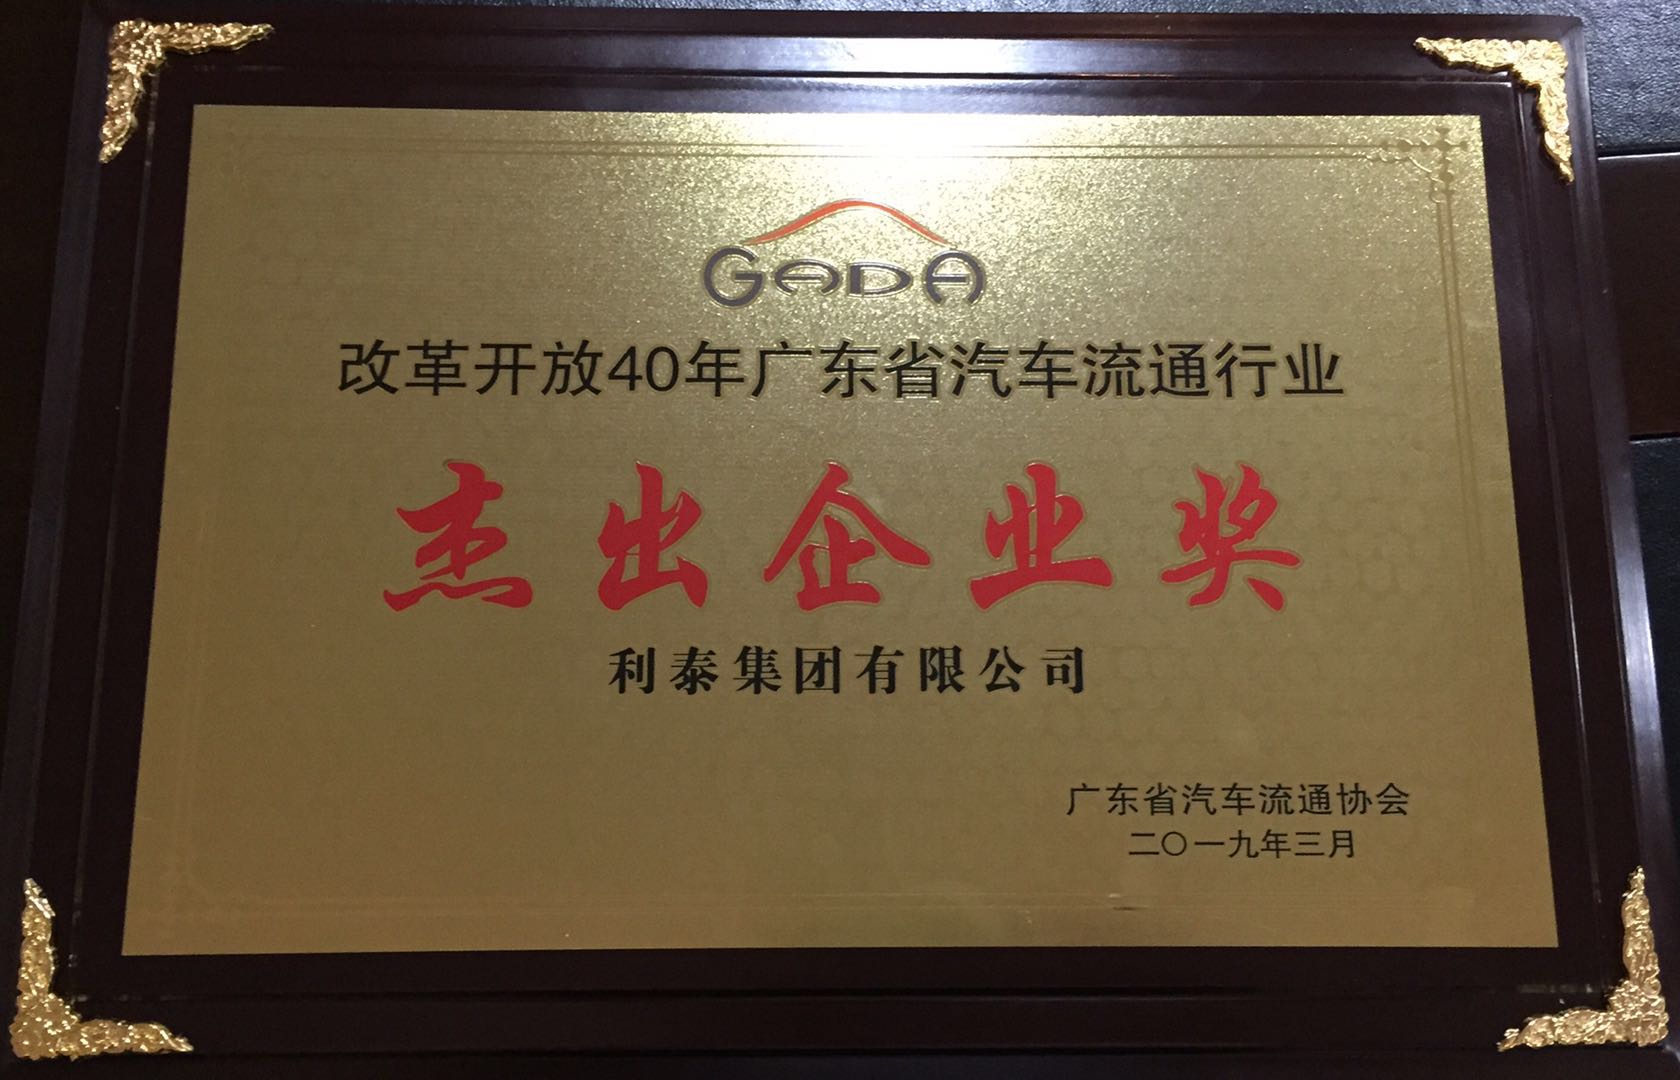 GADA
改革开放40年广东省汽车流通行业
杰出企业奖
利泰集团有限公司
广东省汽车流通协会
二〇一九年三月